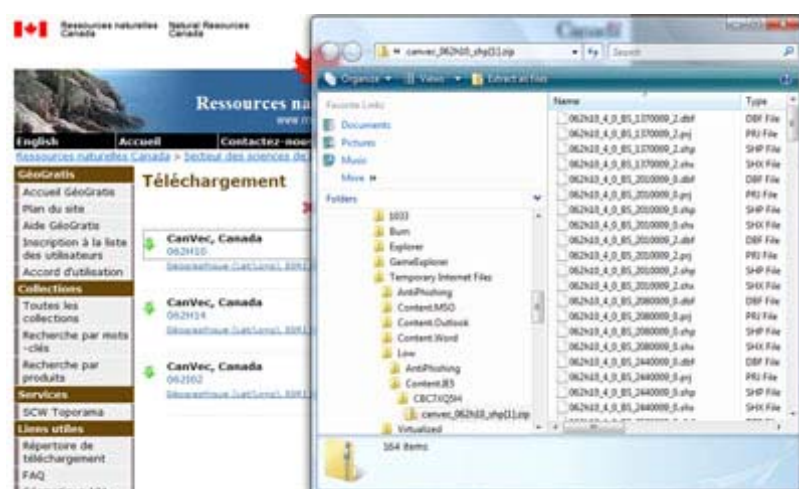 Ressources naturelles Natural Resources
Canada Canada
Canada
Ressources na
English Accueil Contactez-nous
Ressources naturelles Canada > Secteur des sciences de
GéoGratis
Accueil GéoGratis
Plan du site
Aide GéoGratis
Inscription à la liste
des utilisateurs
Accord d'utilisation
Collections
Toutes les
collections
Recherche par mots
-clés
Recherche par
produits
Services
SCW Toporama
Liens utiles
Répertoire de
téléchargement
FAQ
Téléchargement
CanVec, Canada
062H10
CanVec, Canada
062H14
CanVec, Canada
062I02
canvec_062h10_shp[1].zip
Search
Organize Views Extract all files
Favorite Links
Documents
Pictures
Music
More
Folders
1033
Burn
Explorer
GameExplorer
Temporary Internet Files
AntiPhishing
Content.MSO
Content.Outlook
Content.Word
Low
AntiPhishing
Content.IE5
canvec_062h10_shp[1].zip
Virtualized
Name Type
062h10_4_0_BS_1370009_2.dbf DBF File
062h10_4_0_BS_1370009_2.prj PRJ File
062h10_4_0_BS_1370009_2.shp SHP File
062h10_4_0_BS_1370009_2.shx SHX File
062h10_4_0_BS_2010009_0.dbf DBF File
062h10_4_0_BS_2010009_0.prj PRJ File
062h10_4_0_BS_2010009_0.shp SHP File
062h10_4_0_BS_2010009_0.shx SHX File
062h10_4_0_BS_2010009_2.dbf DBF File
062h10_4_0_BS_2010009_2.prj PRJ File
062h10_4_0_BS_2010009_2.shp SHP File
062h10_4_0_BS_2010009_2.shx SHX File
062h10_4_0_BS_2080009_0.dbf DBF File
062h10_4_0_BS_2080009_0.prj PRJ File
062h10_4_0_BS_2080009_0.shp SHP File
062h10_4_0_BS_2080009_0.shx SHX File
062h10_4_0_BS_2440009_0.dbf DBF File
062h10_4_0_BS_2440009_0.prj PRJ File
062h10_4_0_BS_2440009_0.shp SHP File
062h10_4_0_BS_2440009_0.shx SHX File
164 items